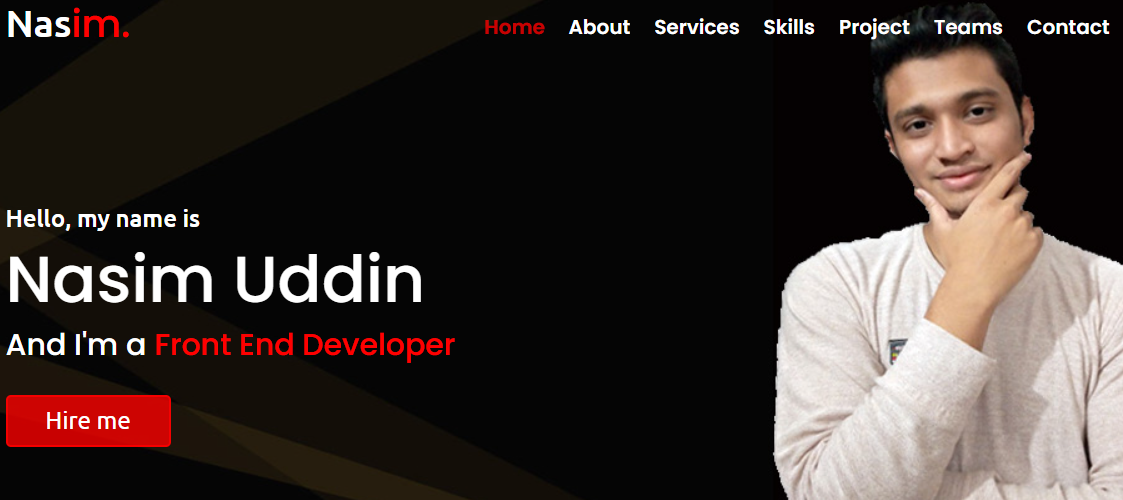 Nasim.
Home About Services Skills Project Teams Contact
Hello, my name is
Nasim Uddin
And I'm a Front End Developer
Hire me